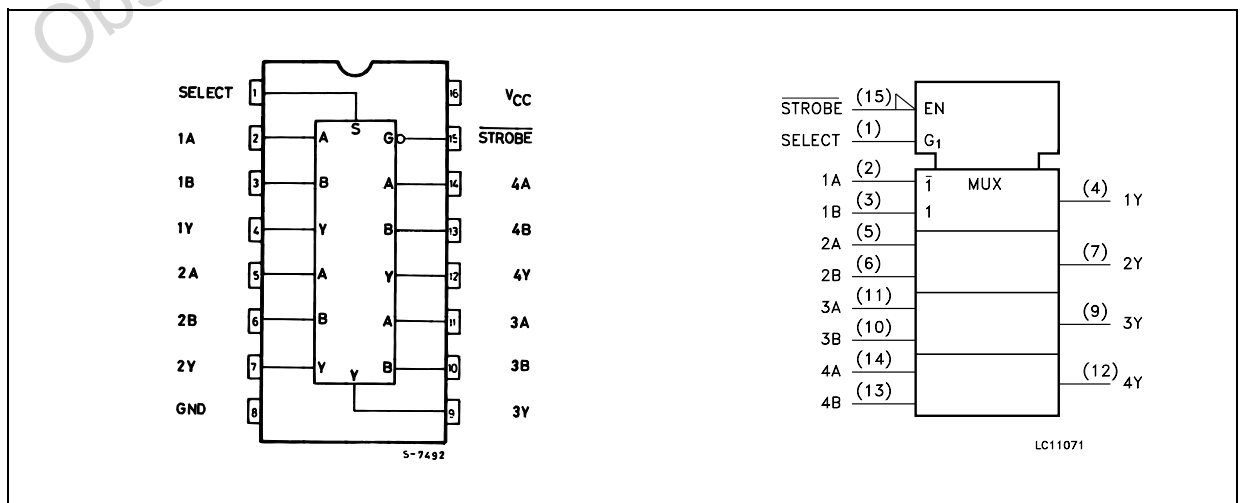 Obs
SELECT 1 16 VCC
1A 2 A S G 15 STROBE
1B 3 B A 14 4A
1Y 4 Y B 13 4B
2A 5 A Y 12 4Y
2B 6 B A 11 3A
2Y 7 Y Y B 10 3B
GND 8 9 3Y
S-7492
STROBE (15) EN
SELECT (1) G1
1A (2) 1̅ MUX (4) 1Y
1B (3) 1
2A (5)
2B (6) (7) 2Y
3A (11)
3B (10) (9) 3Y
4A (14)
4B (13) (12) 4Y
LC11071